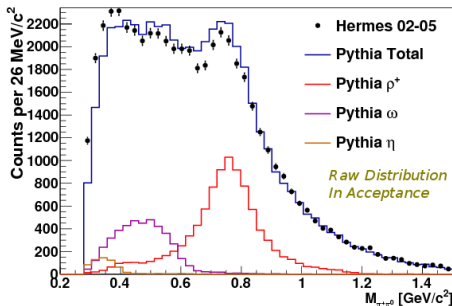 Counts per 26 MeV/c²
2200
2000
1800
1600
1400
1200
1000
800
600
400
200
0
Hermes 02-05
Pythia Total
Pythia ρ⁺
Pythia ω
Pythia η
Raw Distribution
In Acceptance
0.2 0.4 0.6 0.8 1 1.2 1.4
M_π⁺π⁰ [GeV/c²]